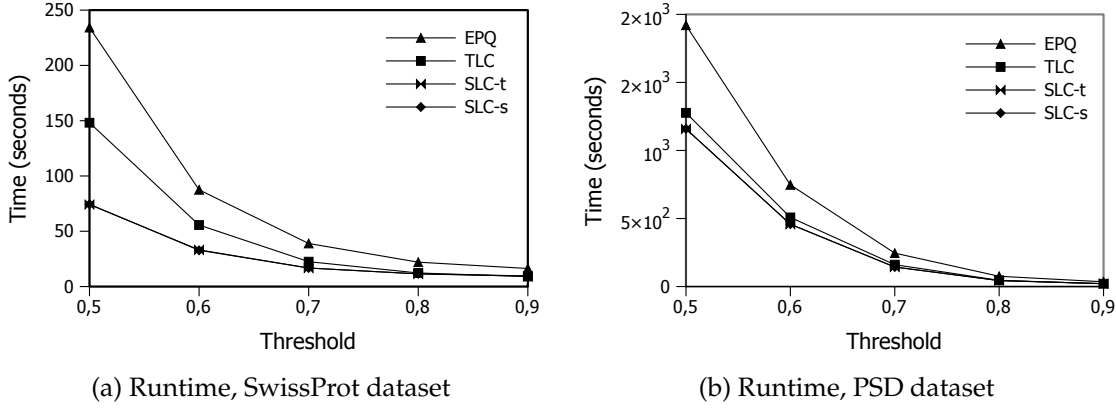 250
200
150
100
50
0
Time (seconds)
EPQ
TLC
SLC-t
SLC-s
0,5 0,6 0,7 0,8 0,9
Threshold
(a) Runtime, SwissProt dataset
2×10³
2×10³
10³
5×10²
0
Time (seconds)
EPQ
TLC
SLC-t
SLC-s
0,5 0,6 0,7 0,8 0,9
Threshold
(b) Runtime, PSD dataset